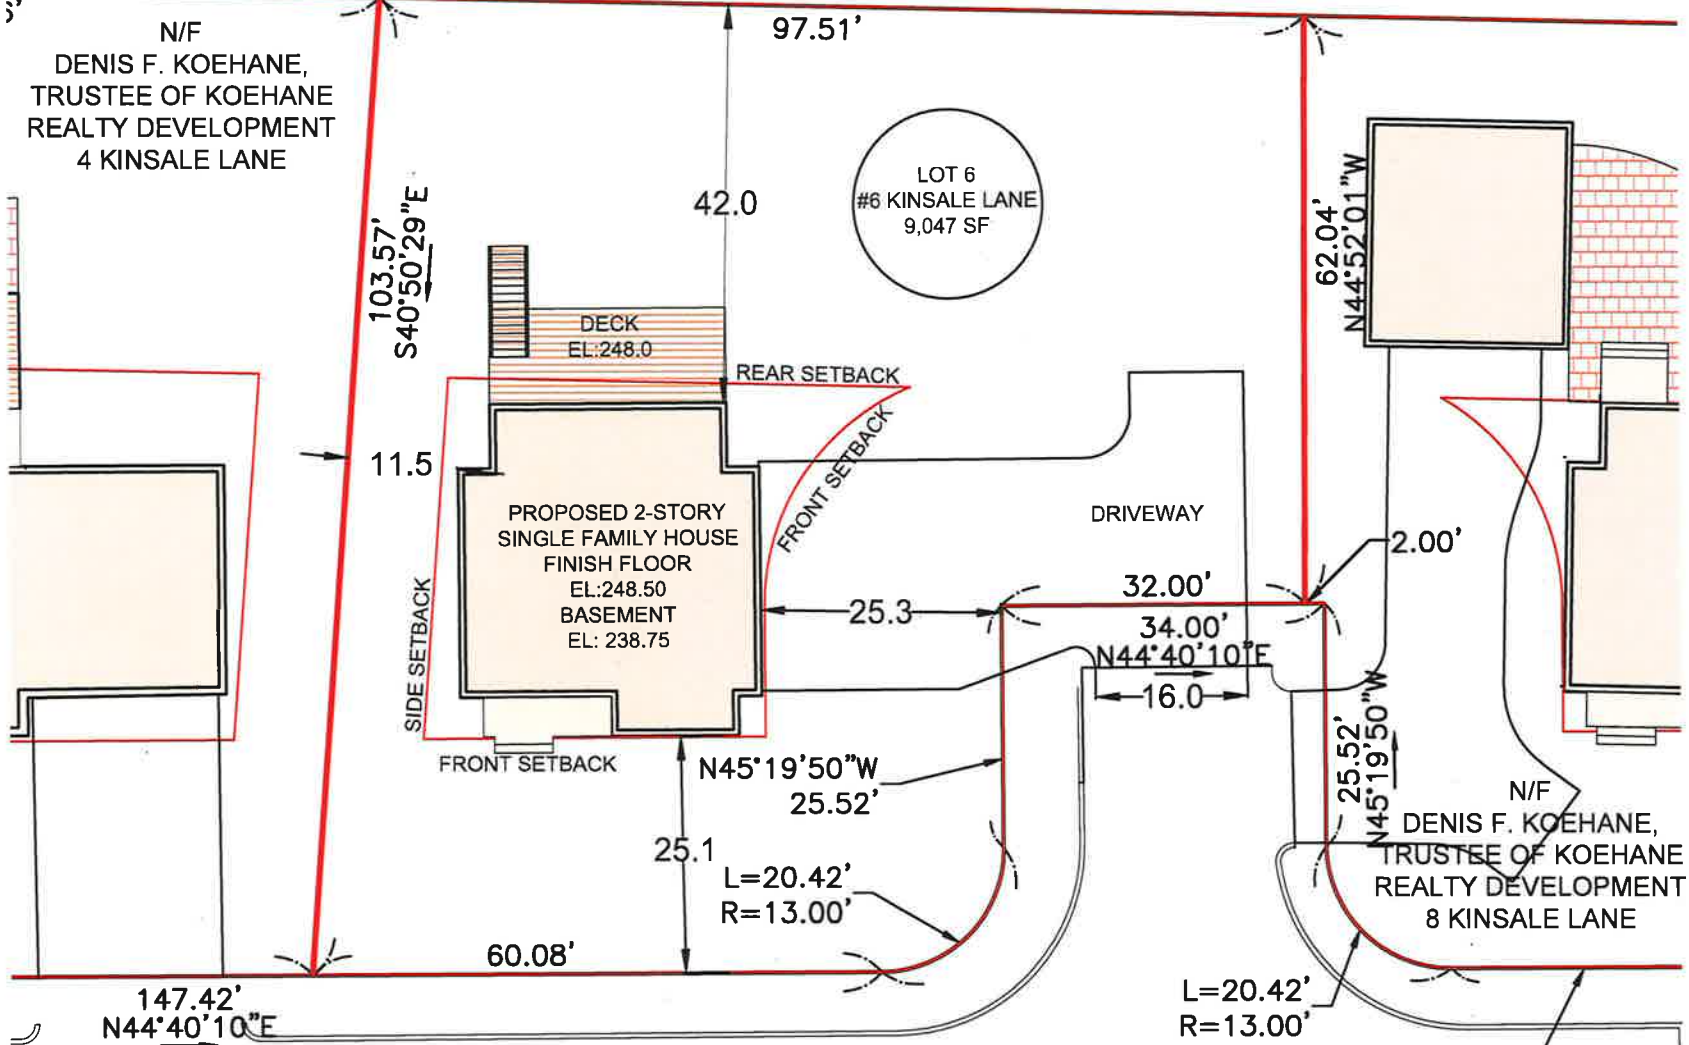 N/F
DENIS F. KOEHANE,
TRUSTEE OF KOEHANE
REALTY DEVELOPMENT
4 KINSALE LANE
97.51'
103.57'
S40°50'29"E
42.0
LOT 6
#6 KINSALE LANE
9,047 SF
62.04'
N44°52'01"W
DECK
EL:248.0
REAR SETBACK
FRONT SETBACK
11.5
PROPOSED 2-STORY
SINGLE FAMILY HOUSE
FINISH FLOOR
EL:248.50
BASEMENT
EL: 238.75
SIDE SETBACK
DRIVEWAY
2.00'
25.3
32.00'
34.00'
N44°40'10"E
16.0
FRONT SETBACK
N45°19'50"W
25.52'
25.52'
N45°19'50"W
25.1
L=20.42'
R=13.00'
N/F
DENIS F. KOEHANE,
TRUSTEE OF KOEHANE
REALTY DEVELOPMENT
8 KINSALE LANE
60.08'
147.42'
N44°40'10"E
L=20.42'
R=13.00'